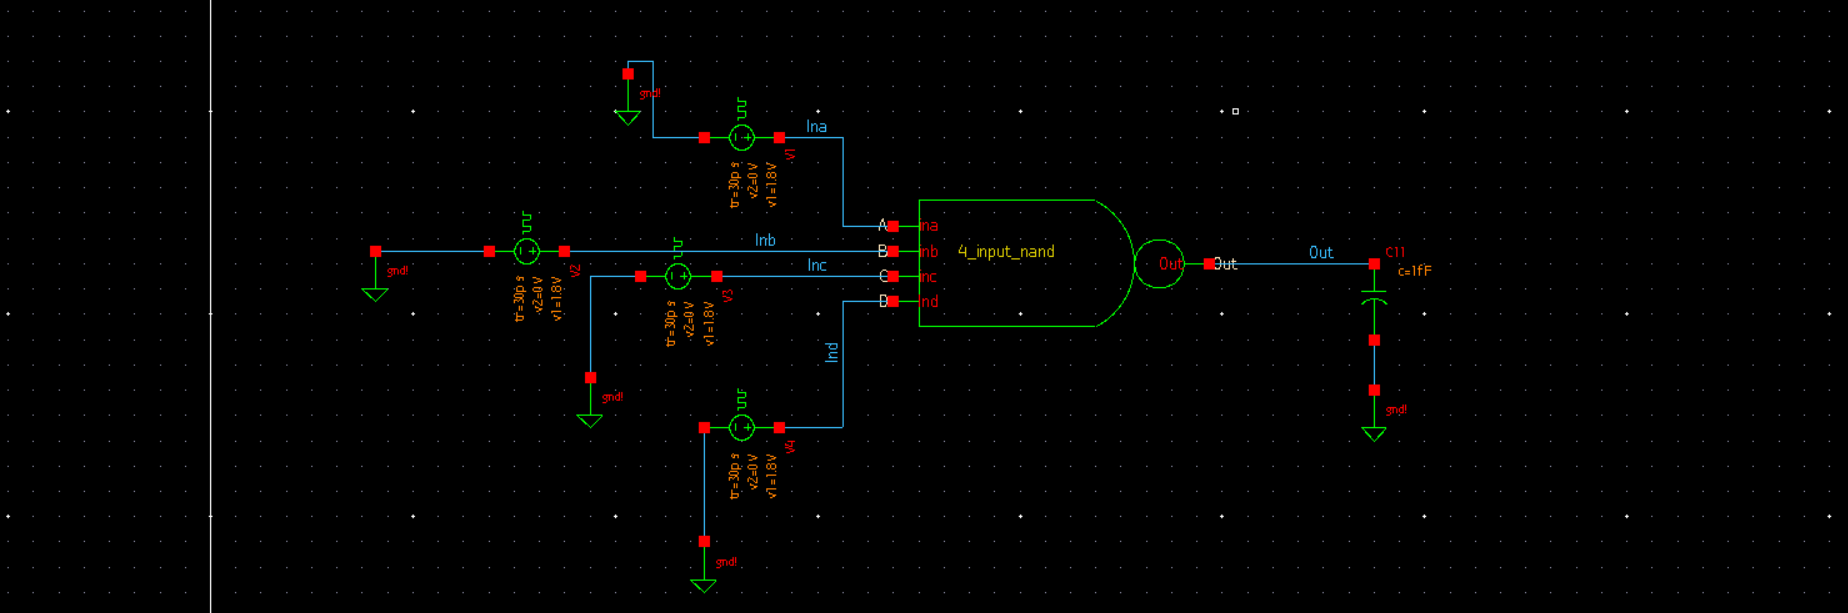 gnd!
Ina
V1
tr=30p s
v2=0 V
v1=1.8V
Inb
V2
gnd!
tr=30p s
v2=0 V
v1=1.8V
Inc
V3
tr=30p s
v2=0 V
v1=1.8V
gnd!
Ind
V4
tr=30p s
v2=0 V
v1=1.8V
gnd!
A
Ina
B
Inb
C
Inc
D
Ind
4_input_nand
Out
Out
Out
C11
c=1fF
gnd!